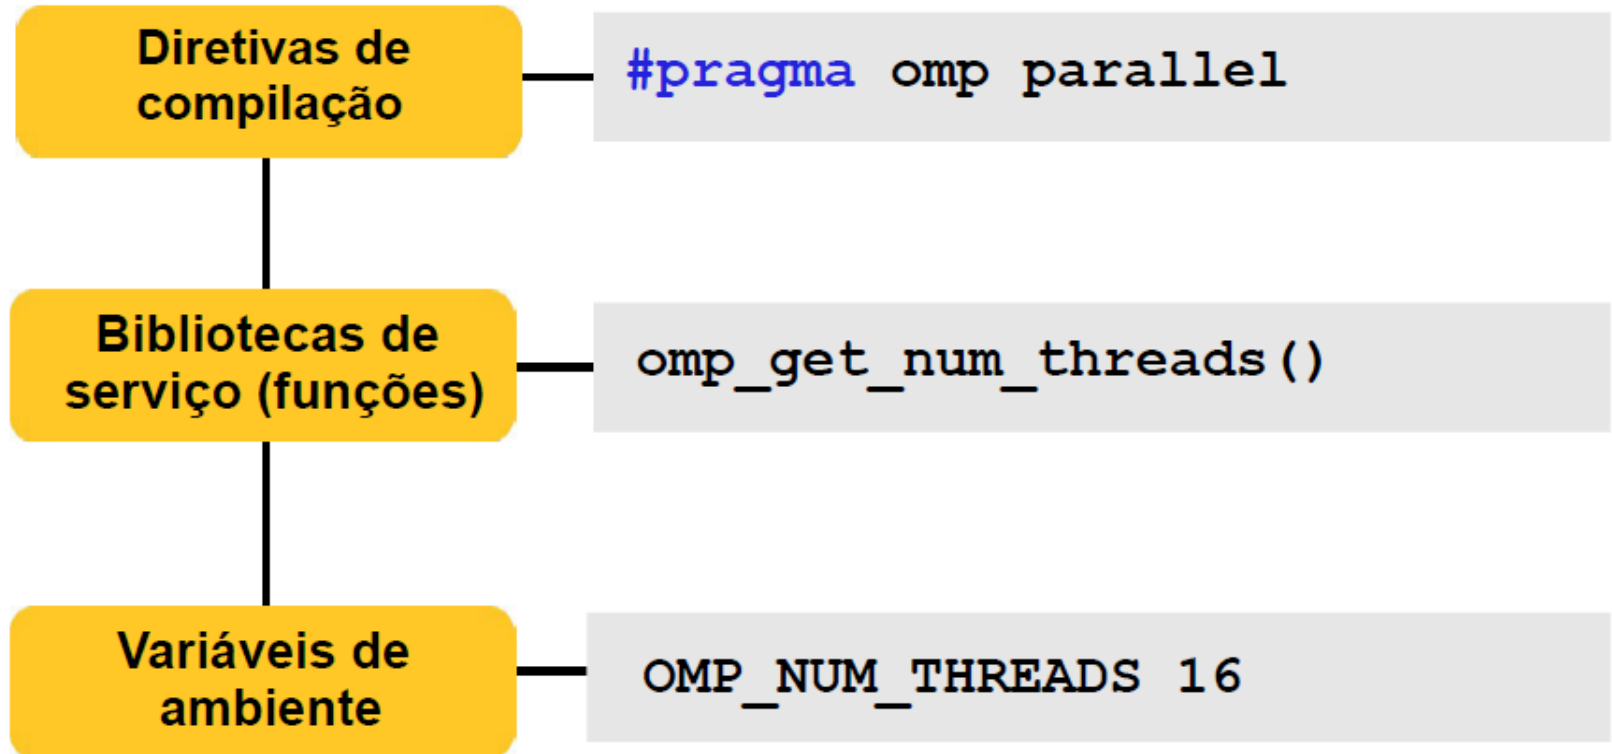 Diretivas de
compilação
#pragma omp parallel
Bibliotecas de
serviço (funções)
omp_get_num_threads()
Variáveis de
ambiente
OMP_NUM_THREADS 16